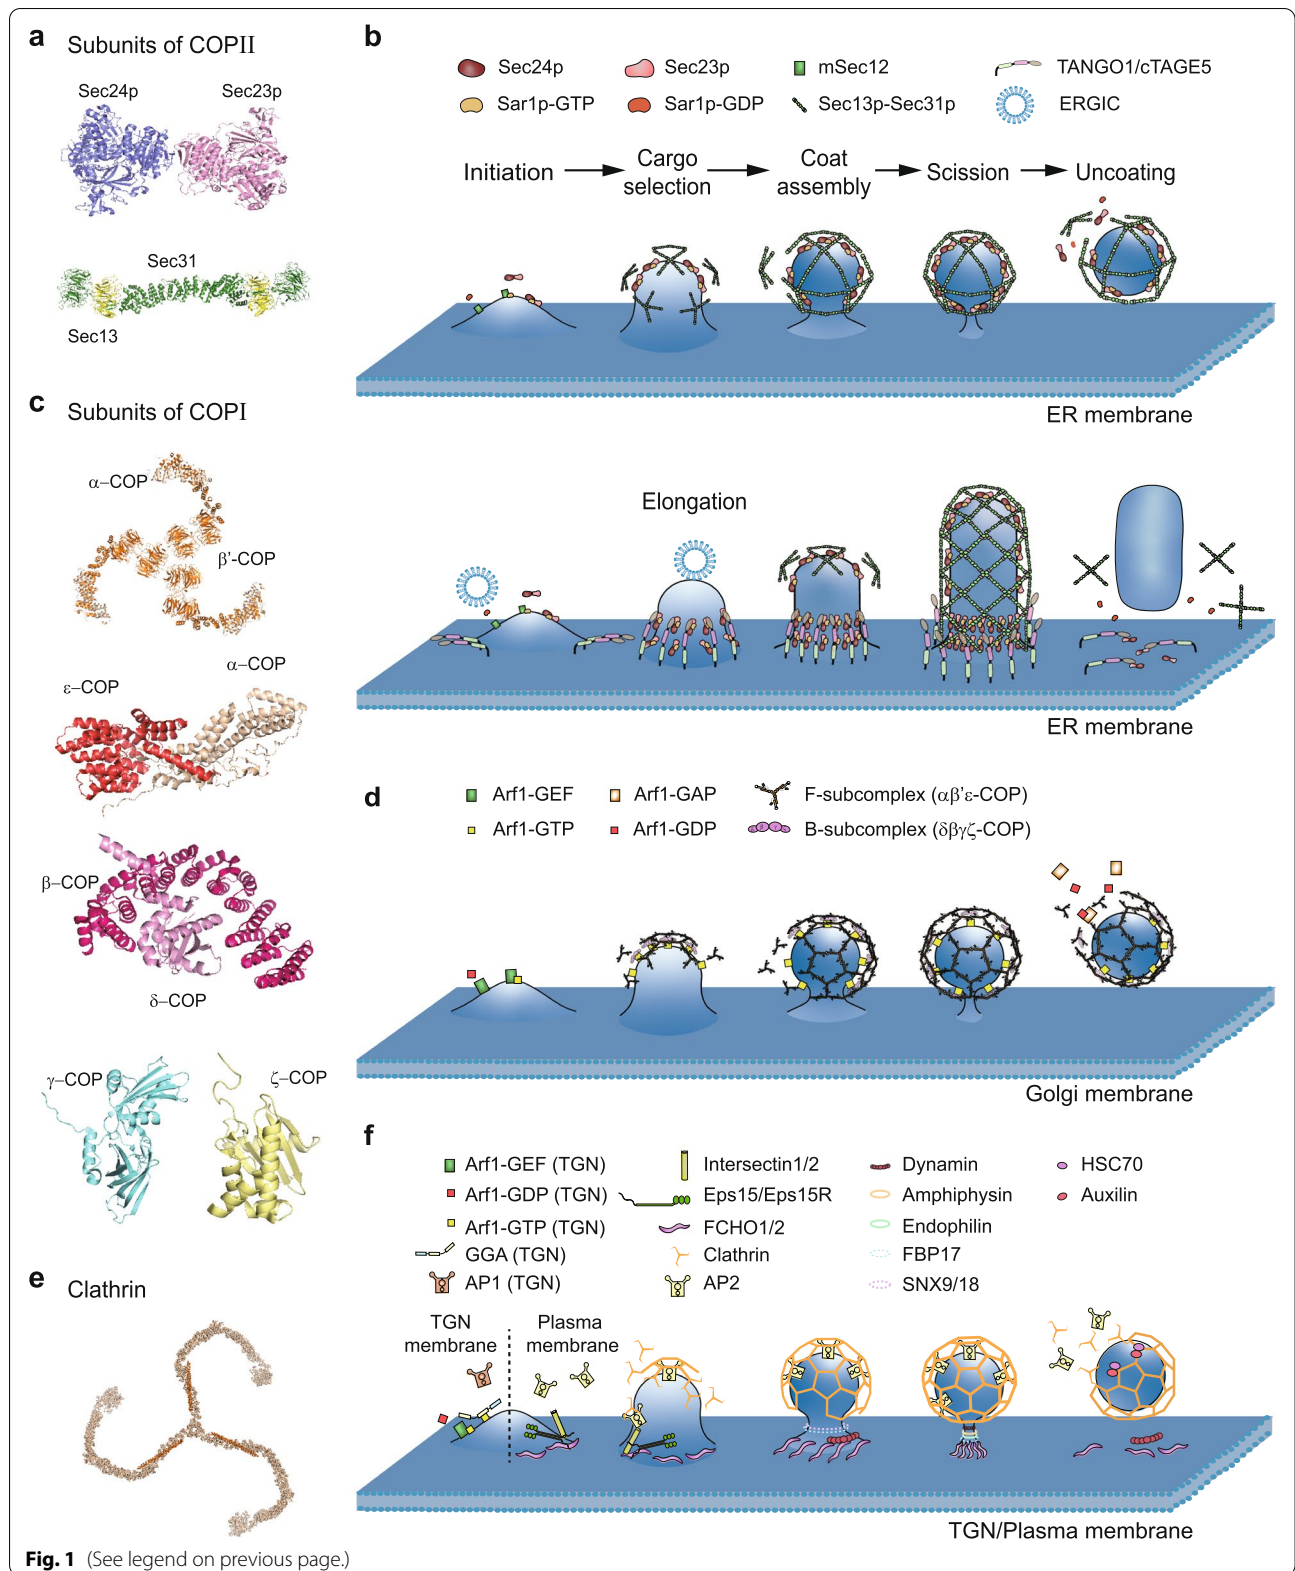 a Subunits of COPII
Sec24p
Sec23p
Sec31
Sec13
b
Sec24p Sec23p mSec12 TANGO1/cTAGE5
Sar1p-GTP Sar1p-GDP Sec13p-Sec31p ERGIC
Initiation
Cargo
selection
Coat
assembly
Scission
Uncoating
ER membrane
Elongation
ER membrane
c Subunits of COPI
α–COP
β'-COP
α–COP
ε–COP
β–COP
δ–COP
γ–COP
ζ–COP
d
Arf1-GEF Arf1-GAP F-subcomplex (αβ'ε-COP)
Arf1-GTP Arf1-GDP B-subcomplex (δβγζ-COP)
Golgi membrane
e Clathrin
f
Arf1-GEF (TGN) Intersectin1/2 Dynamin HSC70
Arf1-GDP (TGN) Eps15/Eps15R Amphiphysin Auxilin
Arf1-GTP (TGN) FCHO1/2 Endophilin
GGA (TGN) Clathrin FBP17
AP1 (TGN) AP2 SNX9/18
TGN
membrane
Plasma
membrane
TGN/Plasma membrane
Fig. 1 (See legend on previous page.)